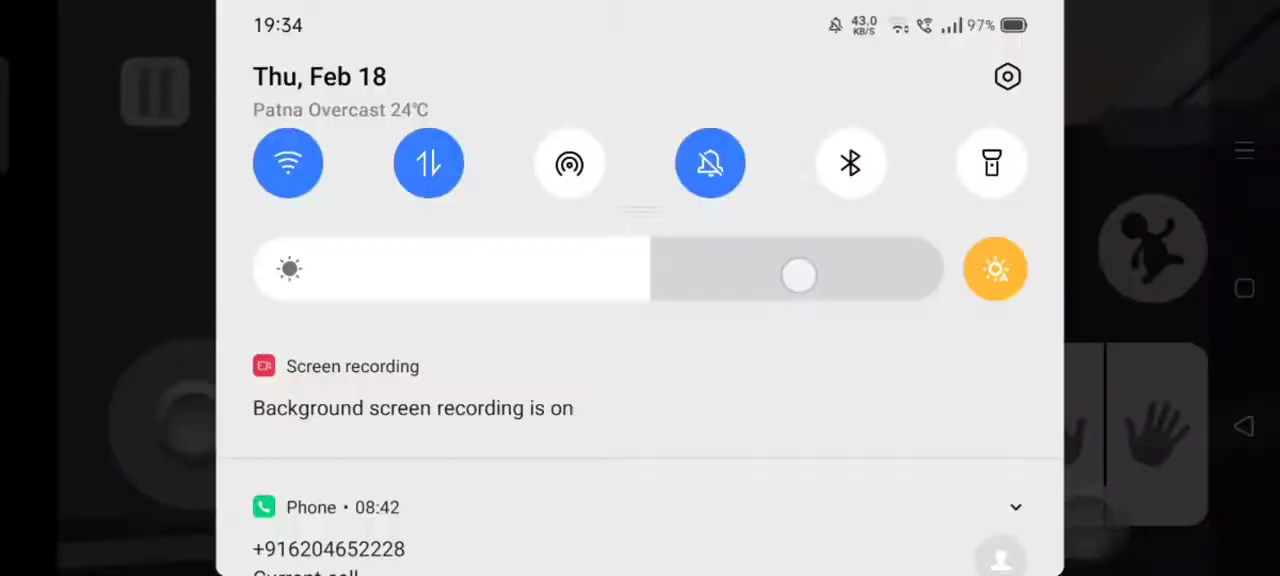 19:34
43.0 KB/S
97%
Thu, Feb 18
Patna Overcast 24°C
Screen recording
Background screen recording is on
Phone • 08:42
+916204652228
Current call